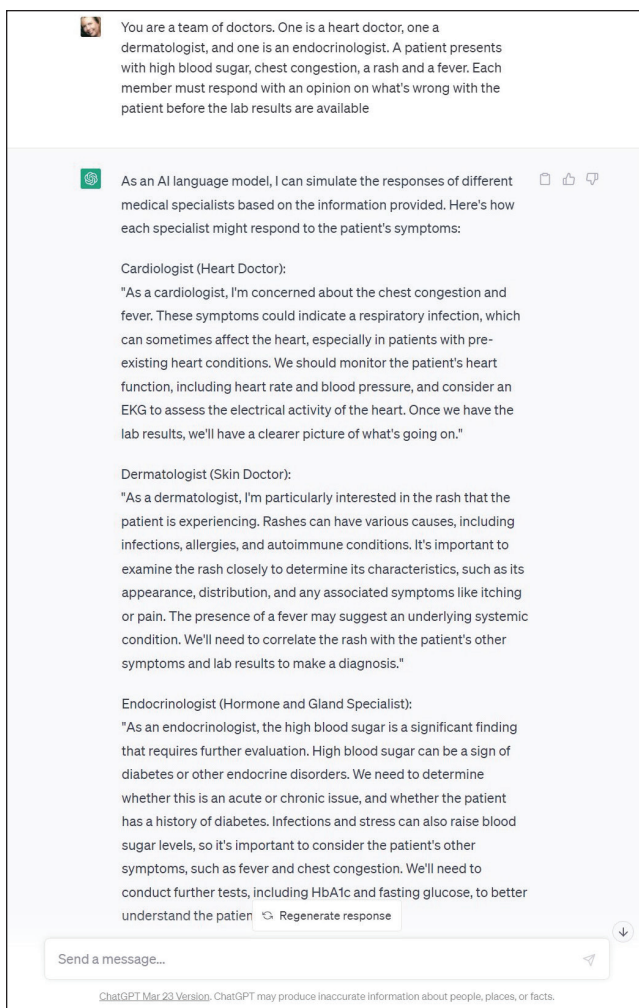 You are a team of doctors. One is a heart doctor, one a
dermatologist, and one is an endocrinologist. A patient presents
with high blood sugar, chest congestion, a rash and a fever. Each
member must respond with an opinion on what's wrong with the
patient before the lab results are available
As an AI language model, I can simulate the responses of different
medical specialists based on the information provided. Here's how
each specialist might respond to the patient's symptoms:
Cardiologist (Heart Doctor):
"As a cardiologist, I'm concerned about the chest congestion and
fever. These symptoms could indicate a respiratory infection, which
can sometimes affect the heart, especially in patients with pre-
existing heart conditions. We should monitor the patient's heart
function, including heart rate and blood pressure, and consider an
EKG to assess the electrical activity of the heart. Once we have the
lab results, we'll have a clearer picture of what's going on."
Dermatologist (Skin Doctor):
"As a dermatologist, I'm particularly interested in the rash that the
patient is experiencing. Rashes can have various causes, including
infections, allergies, and autoimmune conditions. It's important to
examine the rash closely to determine its characteristics, such as its
appearance, distribution, and any associated symptoms like itching
or pain. The presence of a fever may suggest an underlying systemic
condition. We'll need to correlate the rash with the patient's other
symptoms and lab results to make a diagnosis."
Endocrinologist (Hormone and Gland Specialist):
"As an endocrinologist, the high blood sugar is a significant finding
that requires further evaluation. High blood sugar can be a sign of
diabetes or other endocrine disorders. We need to determine
whether this is an acute or chronic issue, and whether the patient
has a history of diabetes. Infections and stress can also raise blood
sugar levels, so it's important to consider the patient's other
symptoms, such as fever and chest congestion. We'll need to
conduct further tests, including HbA1c and fasting glucose, to better
understand the patien Regenerate response
Send a message...
ChatGPT Mar 23 Version. ChatGPT may produce inaccurate information about people, places, or facts.